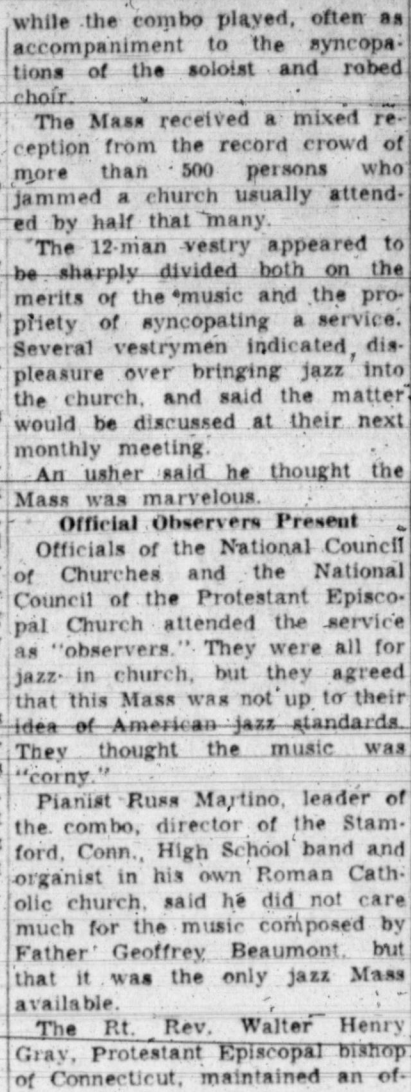 while the combo played, often as
accompaniment to the syncopa-
tions of the soloist and robed
choir.
The Mass received a mixed re-
ception from the record crowd of
more than 500 persons who
jammed a church usually attend-
ed by half that many.
The 12-man vestry appeared to
be sharply divided both on the
merits of the music and the pro-
priety of syncopating a service.
Several vestrymen indicated dis-
pleasure over bringing jazz into
the church, and said the matter
would be discussed at their next
monthly meeting.
An usher said he thought the
Mass was marvelous.
Official Observers Present
Officials of the National Council
of Churches and the National
Council of the Protestant Episco-
pal Church attended the service
as "observers." They were all for
jazz in church, but they agreed
that this Mass was not up to their
idea of American jazz standards.
They thought the music was
"corny."
Pianist Russ Martino, leader of
the combo, director of the Stam-
ford, Conn., High School band and
organist in his own Roman Cath-
olic church, said he did not care
much for the music composed by
Father Geoffrey Beaumont, but
that it was the only jazz Mass
available.
The Rt. Rev. Walter Henry
Gray, Protestant Episcopal bishop
of Connecticut, maintained an of-